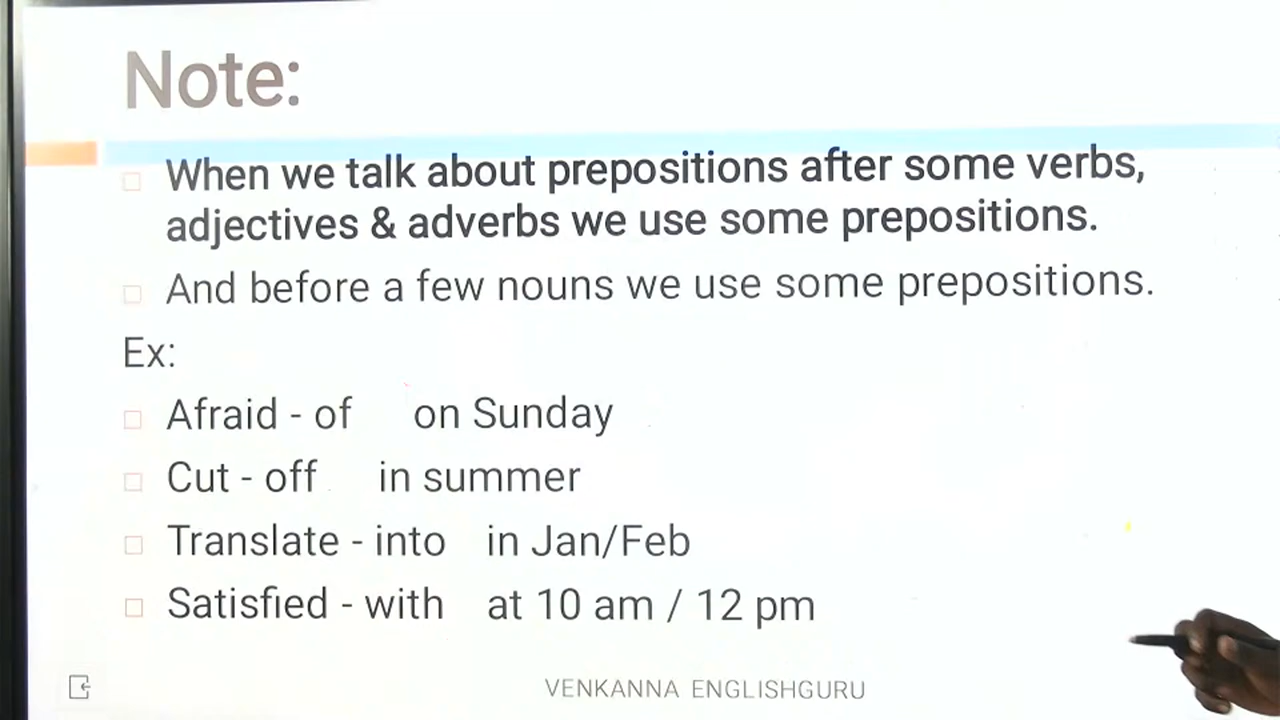 Note:
When we talk about prepositions after some verbs,
adjectives & adverbs we use some prepositions.
And before a few nouns we use some prepositions.
Ex:
Afraid - of on Sunday
Cut - off in summer
Translate - into in Jan/Feb
Satisfied - with at 10 am / 12 pm
VENKANNA ENGLISHGURU